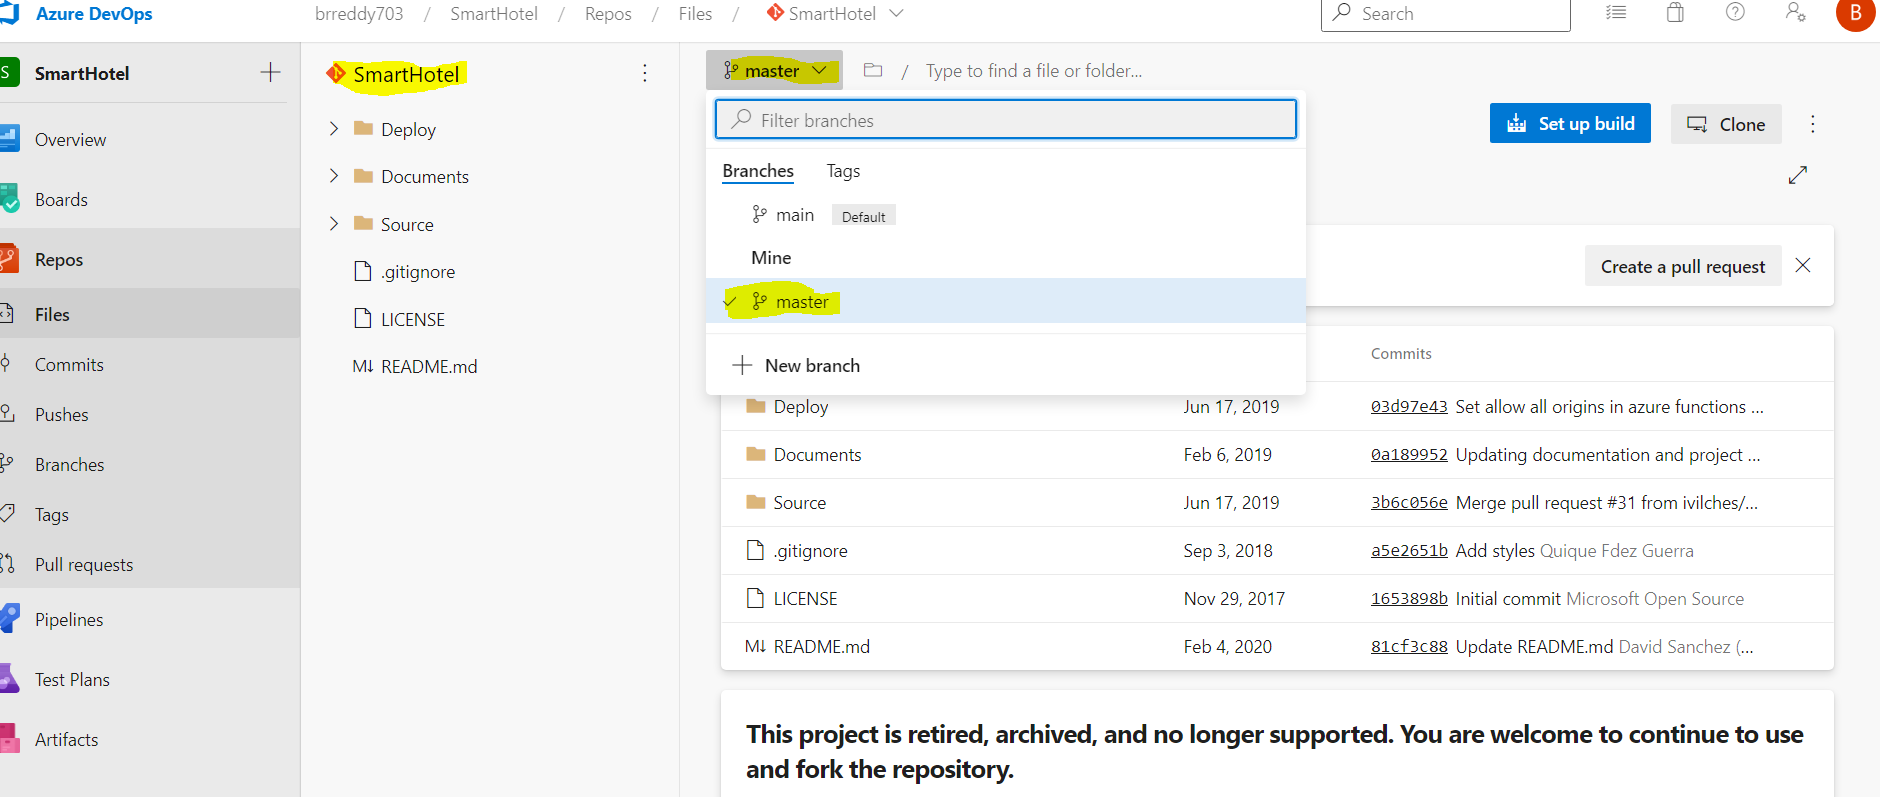 Azure DevOps brreddy703 / SmartHotel / Repos / Files / SmartHotel Search B
S SmartHotel
SmartHotel
master / Type to find a file or folder...
Filter branches
Set up build Clone
Branches Tags
main Default
Mine
master
New branch
Create a pull request
Overview
Boards
Repos
Files
Commits
Pushes
Branches
Tags
Pull requests
Pipelines
Test Plans
Artifacts
Deploy
Documents
Source
.gitignore
LICENSE
M↓ README.md
Commits
Deploy Jun 17, 2019 03d97e43 Set allow all origins in azure functions ...
Documents Feb 6, 2019 0a189952 Updating documentation and project ...
Source Jun 17, 2019 3b6c056e Merge pull request #31 from ivilches/...
.gitignore Sep 3, 2018 a5e2651b Add styles Quique Fdez Guerra
LICENSE Nov 29, 2017 1653898b Initial commit Microsoft Open Source
M↓ README.md Feb 4, 2020 81cf3c88 Update README.md David Sanchez (...
This project is retired, archived, and no longer supported. You are welcome to continue to use
and fork the repository.